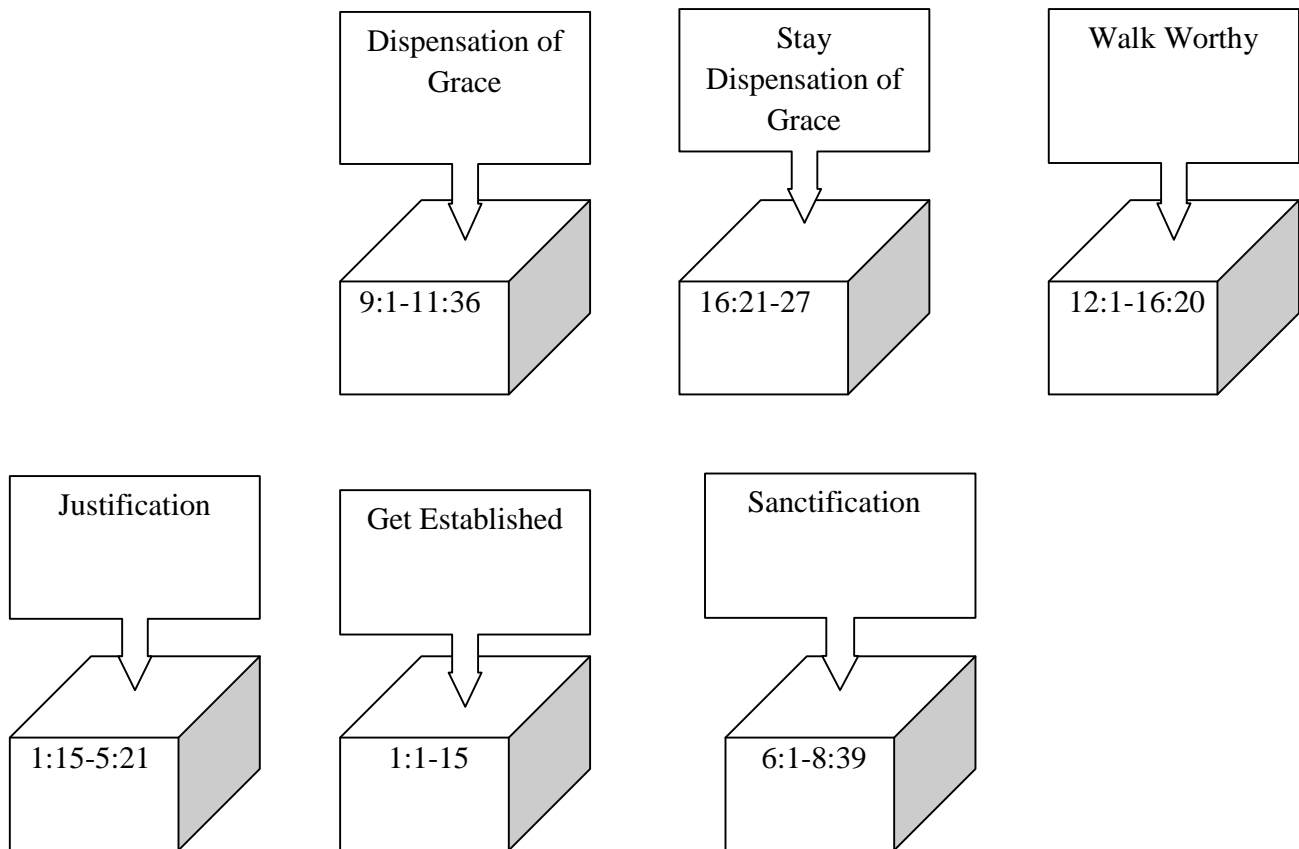 Dispensation of
Grace
Stay
Dispensation of
Grace
Walk Worthy
9:1-11:36
16:21-27
12:1-16:20
Justification
Get Established
Sanctification
1:15-5:21
1:1-15
6:1-8:39